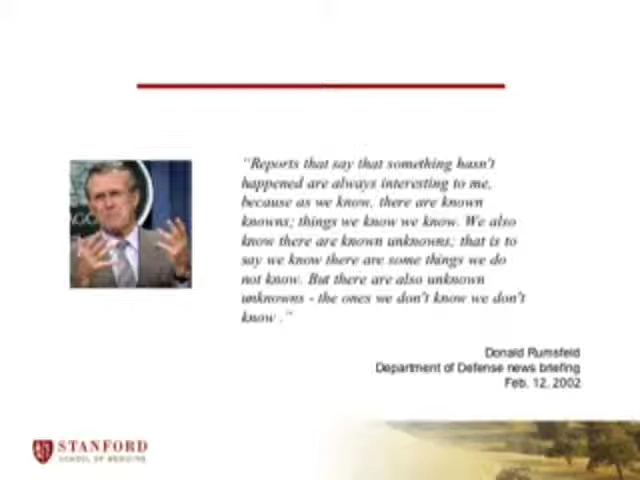 "Reports that say that something hasn't
happened are always interesting to me,
because as we know, there are known
knowns; things we know we know. We also
know there are known unknowns; that is to
say we know there are some things we do
not know. But there are also unknown
unknowns - the ones we don't know we don't
know ."
Donald Rumsfeld
Department of Defense news briefing
Feb. 12, 2002
STANFORD
SCHOOL OF MEDICINE